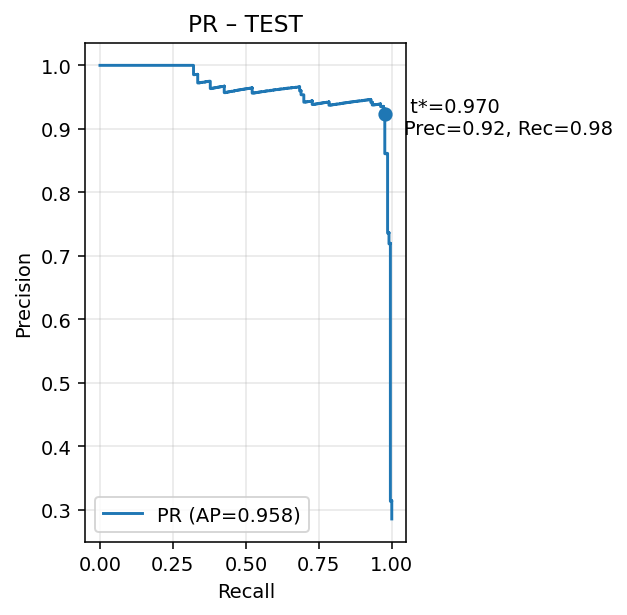 PR – TEST
1.0
0.9
0.8
0.7
0.6
0.5
0.4
0.3
Precision
t*=0.970
Prec=0.92, Rec=0.98
PR (AP=0.958)
0.00 0.25 0.50 0.75 1.00
Recall